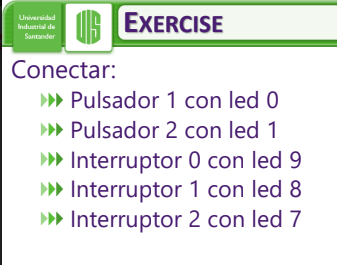 Universidad
Industrial de
Santander
UIS
EXERCISE
Conectar:
Pulsador 1 con led 0
Pulsador 2 con led 1
Interruptor 0 con led 9
Interruptor 1 con led 8
Interruptor 2 con led 7